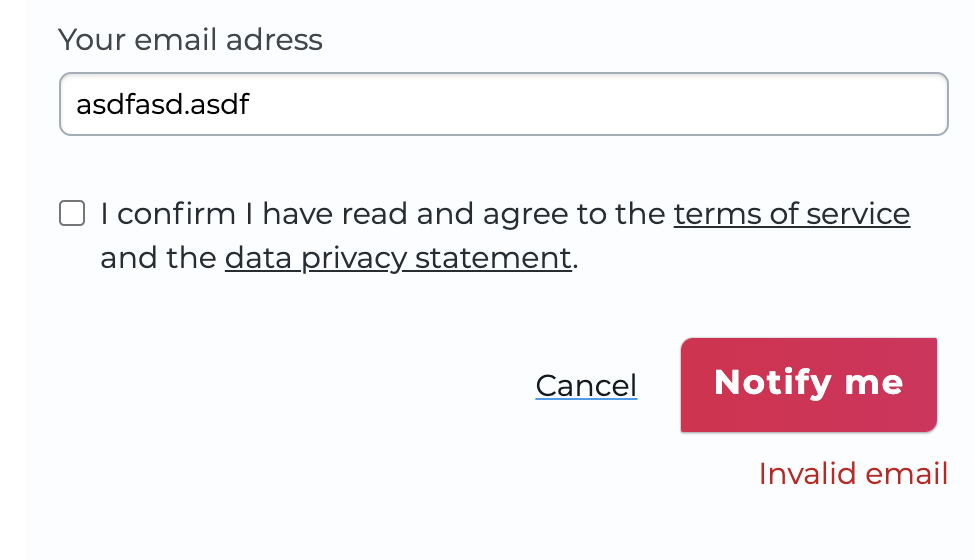 Your email adress
asdfasd.asdf
I confirm I have read and agree to the terms of service
and the data privacy statement.
Cancel
Notify me
Invalid email